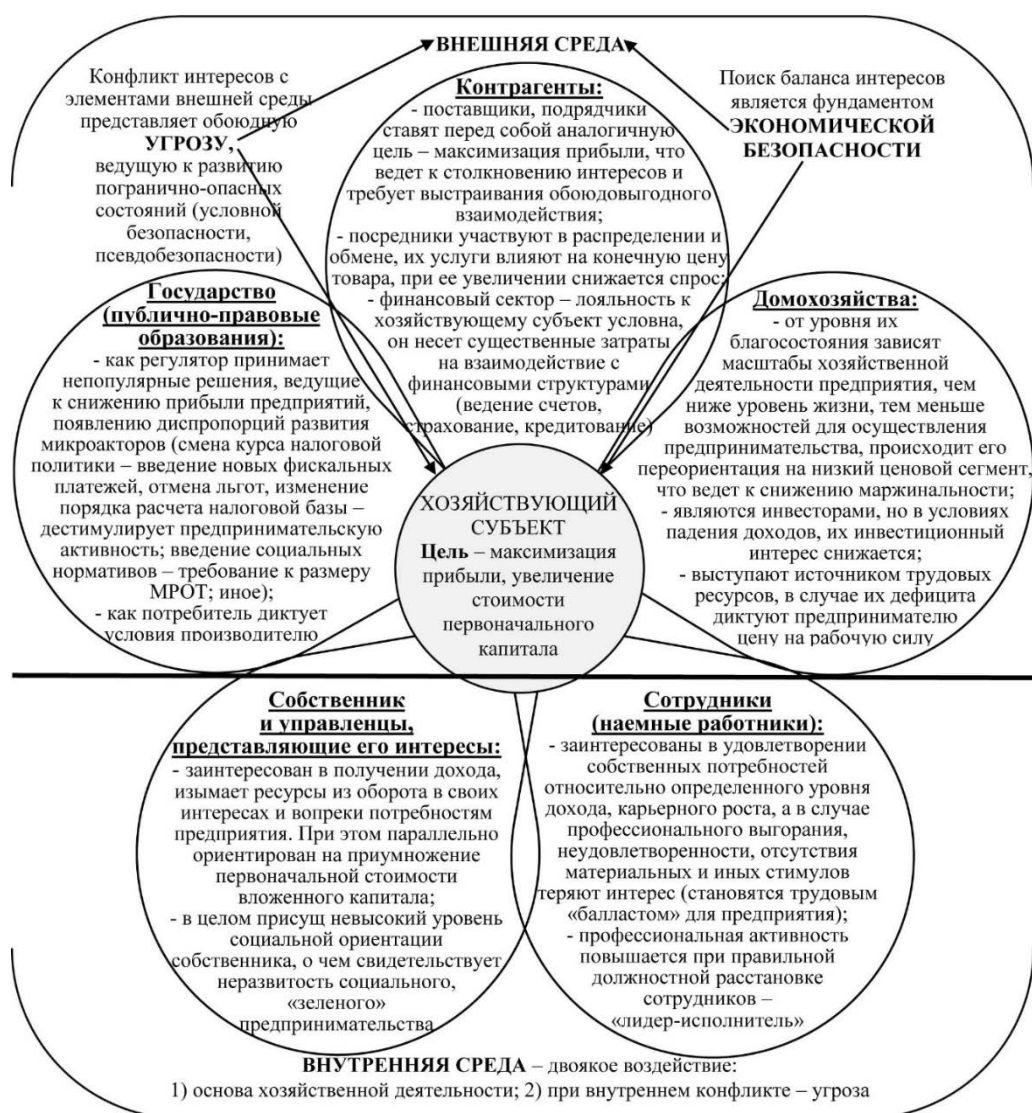 ВНЕШНЯЯ СРЕДА
Конфликт интересов с
элементами внешней среды
представляет обоюдную
УГРОЗУ,
ведущую к развитию
погранично-опасных
состояний (условной
безопасности,
псевдобезопасности)
Контрагенты:
- поставщики, подрядчики
ставят перед собой аналогичную
цель – максимизация прибыли, что
ведет к столкновению интересов и
требует выстраивания обоюдовыгодного
взаимодействия;
- посредники участвуют в распределении и
обмене, их услуги влияют на конечную цену
товара, при ее увеличении снижается спрос;
- финансовый сектор – лояльность к
хозяйствующему субъект условна,
он несет существенные затраты
на взаимодействие с
финансовыми структурами
(ведение счетов,
страхование, кредитование)
Поиск баланса интересов
является фундаментом
ЭКОНОМИЧЕСКОЙ
БЕЗОПАСНОСТИ
Государство
(публично-правовые
образования):
- как регулятор принимает
непопулярные решения, ведущие
к снижению прибыли предприятий,
появлению диспропорций развития
микроакторов (смена курса налоговой
политики – введение новых фискальных
платежей, отмена льгот, изменение
порядка расчета налоговой базы –
дестимулирует предпринимательскую
активность; введение социальных
нормативов – требование к размеру
МРОТ; иное);
- как потребитель диктует
условия производителю
Домохозяйства:
- от уровня их
благосостояния зависят
масштабы хозяйственной
деятельности предприятия, чем
ниже уровень жизни, тем меньше
возможностей для осуществления
предпринимательства, происходит его
переориентация на низкий ценовой сегмент,
что ведет к снижению маржинальности;
- являются инвесторами, но в условиях
падения доходов, их инвестиционный
интерес снижается;
- выступают источником трудовых
ресурсов, в случае их дефицита
диктуют предпринимателю
цену на рабочую силу
ХОЗЯЙСТВУЮЩИЙ
СУБЪЕКТ
Цель – максимизация
прибыли, увеличение
стоимости
первоначального
капитала
Собственник
и управленцы,
представляющие его интересы:
- заинтересован в получении дохода,
изымает ресурсы из оборота в своих
интересах и вопреки потребностям
предприятия. При этом параллельно
ориентирован на приумножение
первоначальной стоимости
вложенного капитала;
- в целом присущ невысокий уровень
социальной ориентации
собственника, о чем свидетельствует
неразвитость социального,
«зеленого»
предпринимательства
Сотрудники
(наемные работники):
- заинтересованы в удовлетворении
собственных потребностей
относительно определенного уровня
дохода, карьерного роста, а в случае
профессионального выгорания,
неудовлетворенности, отсутствия
материальных и иных стимулов
теряют интерес (становятся трудовым
«балластом» для предприятия);
- профессиональная активность
повышается при правильной
должностной расстановке
сотрудников –
«лидер-исполнитель»
ВНУТРЕННЯЯ СРЕДА – двоякое воздействие:
1) основа хозяйственной деятельности; 2) при внутреннем конфликте – угроза